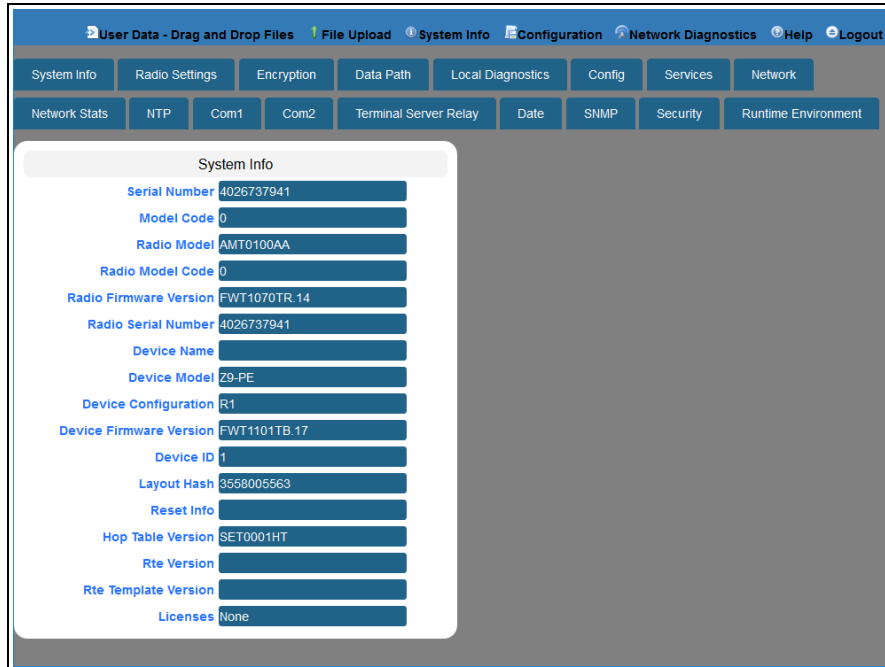 User Data - Drag and Drop Files File Upload System Info Configuration Network Diagnostics Help Logout
System Info Radio Settings Encryption Data Path Local Diagnostics Config Services Network
Network Stats NTP Com1 Com2 Terminal Server Relay Date SNMP Security Runtime Environment
System Info
Serial Number 4026737941
Model Code 0
Radio Model AMT0100AA
Radio Model Code 0
Radio Firmware Version FWT1070TR.14
Radio Serial Number 4026737941
Device Name
Device Model Z9-PE
Device Configuration R1
Device Firmware Version FWT1101TB.17
Device ID 1
Layout Hash 3558005563
Reset Info
Hop Table Version SET0001HT
Rte Version
Rte Template Version
Licenses None